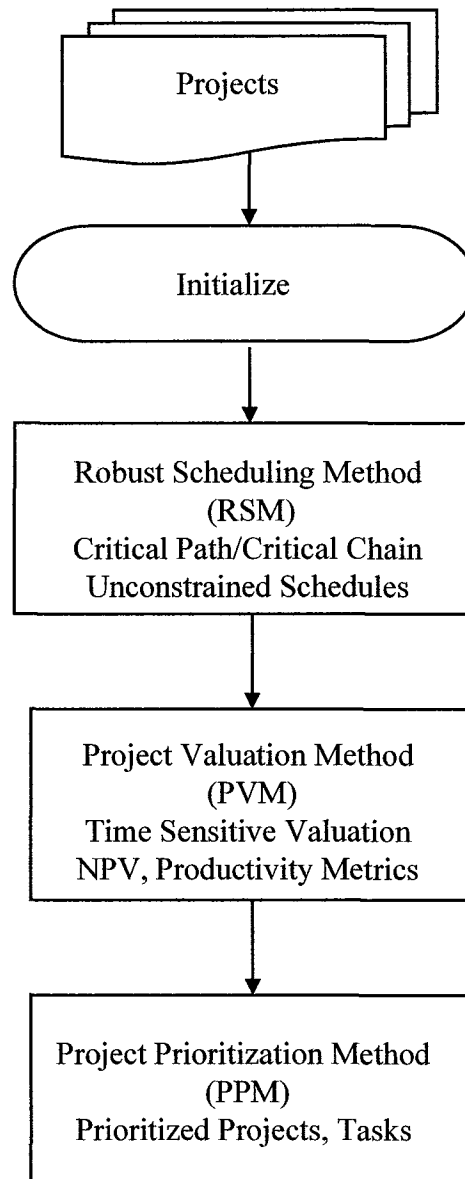 Projects
Initialize
Robust Scheduling Method
(RSM)
Critical Path/Critical Chain
Unconstrained Schedules
Project Valuation Method
(PVM)
Time Sensitive Valuation
NPV, Productivity Metrics
Project Prioritization Method
(PPM)
Prioritized Projects, Tasks